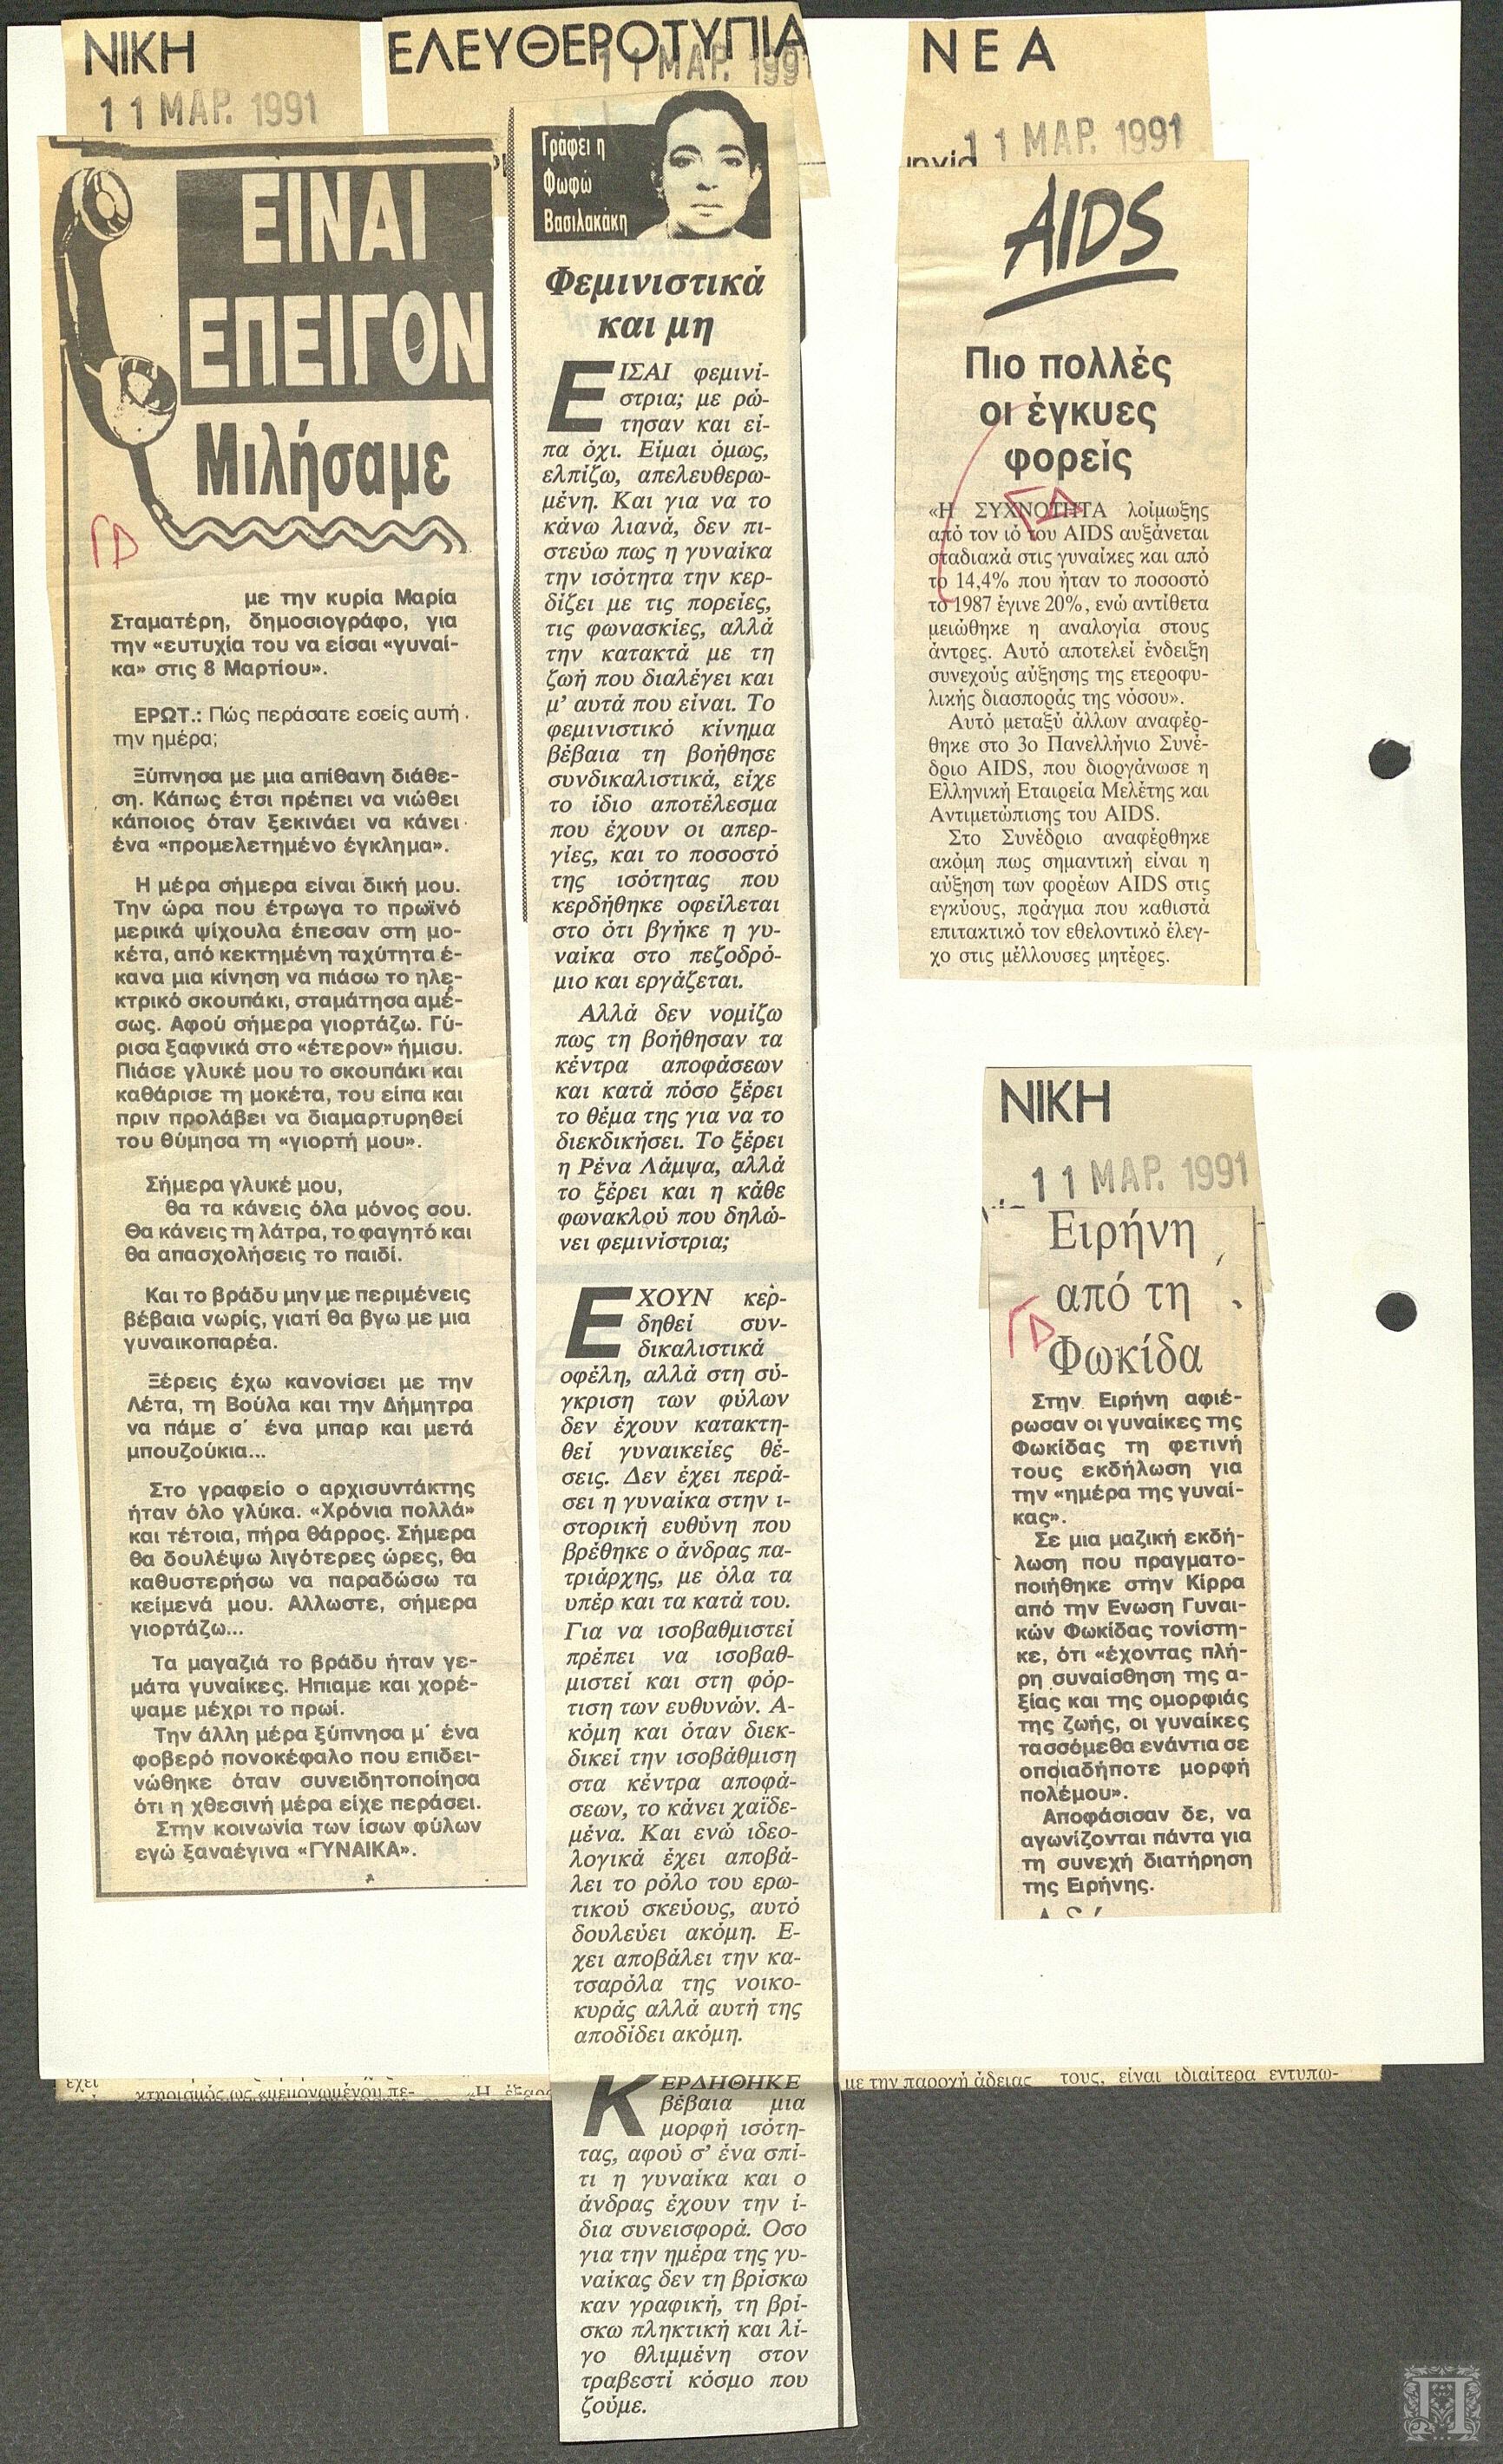 ΝΙΚΗ
11 ΜΑΡ. 1991
ΕΙΝΑΙ
ΕΠΕΙΓΟΝ
Μιλήσαμε
ΓΔ
με την κυρία Μαρία
Σταματέρη, δημοσιογράφο, για
την «ευτυχία του να είσαι «γυναί-
κα» στις 8 Μαρτίου».
ΕΡΩΤ.: Πώς περάσατε εσείς αυτή
την ημέρα;
Ξύπνησα με μια απίθανη διάθε-
ση. Κάπως έτσι πρέπει να νιώθει
κάποιος όταν ξεκινάει να κάνει
ένα «προμελετημένο έγκλημα».
Η μέρα σήμερα είναι δική μου.
Την ώρα που έτρωγα το πρωϊνό
μερικά ψίχουλα έπεσαν στη μο-
κέτα, από κεκτημένη ταχύτητα έ-
κανα μια κίνηση να πιάσω το ηλε-
κτρικό σκουπάκι, σταμάτησα αμέ-
σως. Αφού σήμερα γιορτάζω. Γύ-
ρισα ξαφνικά στο «έτερον» ήμισυ.
Πιάσε γλυκέ μου το σκουπάκι και
καθάρισε τη μοκέτα, του είπα και
πριν προλάβει να διαμαρτυρηθεί
του θύμησα τη «γιορτή μου».
Σήμερα γλυκέ μου,
θα τα κάνεις όλα μόνος σου.
Θα κάνεις τη λάτρα, το φαγητό και
θα απασχολήσεις το παιδί.
Και το βράδυ μην με περιμένεις
βέβαια νωρίς, γιατί θα βγω με μια
γυναικοπαρέα.
Ξέρεις έχω κανονίσει με την
Λέτα, τη Βούλα και την Δήμητρα
να πάμε σ' ένα μπαρ και μετά
μπουζούκια...
Στο γραφείο ο αρχισυντάκτης
ήταν όλο γλύκα. «Χρόνια πολλά»
και τέτοια, πήρα θάρρος. Σήμερα
θα δουλέψω λιγότερες ώρες, θα
καθυστερήσω να παραδώσω τα
κείμενά μου. Αλλωστε, σήμερα
γιορτάζω...
Τα μαγαζιά το βράδυ ήταν γε-
μάτα γυναίκες. Ηπιαμε και χορέ-
ψαμε μέχρι το πρωί.
Την άλλη μέρα ξύπνησα μ' ένα
φοβερό πονοκέφαλο που επιδει-
νώθηκε όταν συνειδητοποίησα
ότι η χθεσινή μέρα είχε περάσει.
Στην κοινωνία των ίσων φύλων
εγώ ξαναέγινα «ΓΥΝΑΙΚΑ».
ΕΛΕΥΘΕΡΟΤΥΠΙΑ
11 ΜΑΡ. 1991
Γράφει η
Φωφώ
Βασιλακάκη
Φεμινιστικά
και μη
ΕΙΣΑΙ φεμινί-
στρια; με ρώ-
τησαν και εί-
πα όχι. Είμαι όμως,
ελπίζω, απελευθερω-
μένη. Και για να το
κάνω λιανά, δεν πι-
στεύω πως η γυναίκα
την ισότητα την κερ-
δίζει με τις πορείες,
τις φωνασκίες, αλλά
την κατακτά με τη
ζωή που διαλέγει και
μ' αυτά που είναι. Το
φεμινιστικό κίνημα
βέβαια τη βοήθησε
συνδικαλιστικά, είχε
το ίδιο αποτέλεσμα
που έχουν οι απερ-
γίες, και το ποσοστό
της ισότητας που
κερδήθηκε οφείλεται
στο ότι βγήκε η γυ-
ναίκα στο πεζοδρό-
μιο και εργάζεται.
Αλλά δεν νομίζω
πως τη βοήθησαν τα
κέντρα αποφάσεων
και κατά πόσο ξέρει
το θέμα της για να το
διεκδικήσει. Το ξέρει
η Ρένα Λάμψα, αλλά
το ξέρει και η κάθε
φωνακλού που δηλώ-
νει φεμινίστρια;
ΕΧΟΥΝ κερ-
δηθεί συν-
δικαλιστικά
οφέλη, αλλά στη σύ-
γκριση των φύλων
δεν έχουν κατακτη-
θεί γυναικείες θέ-
σεις. Δεν έχει περά-
σει η γυναίκα στην ι-
στορική ευθύνη που
βρέθηκε ο άνδρας πα-
τριάρχης, με όλα τα
υπέρ και τα κατά του.
Για να ισοβαθμιστεί
πρέπει να ισοβαθ-
μιστεί και στη φόρ-
τιση των ευθυνών. Α-
κόμη και όταν διεκ-
δικεί την ισοβάθμιση
στα κέντρα αποφά-
σεων, το κάνει χαϊδε-
μένα. Και ενώ ιδεο-
λογικά έχει αποβά-
λει το ρόλο του ερω-
τικού σκεύους, αυτό
δουλεύει ακόμη. Ε-
χει αποβάλει την κα-
τσαρόλα της νοικο-
κυράς αλλά αυτή της
αποδίδει ακόμη.
ΚΕΡΔΗΘΗΚΕ
βέβαια μια
μορφή ισότη-
τας, αφού σ' ένα σπί-
τι η γυναίκα και ο
άνδρας έχουν την ί-
δια συνεισφορά. Οσο
για την ημέρα της γυ-
ναίκας δεν τη βρίσκω
καν γραφική, τη βρί-
σκω πληκτική και λί-
γο θλιμμένη στον
τραβεστί κόσμο που
ζούμε.
ΝΕΑ
11 ΜΑΡ. 1991
AIDS
Πιο πολλές
οι έγκυες
φορείς
ΓΔ
«Η ΣΥΧΝΟΤΗΤΑ λοίμωξης
από τον ιό του AIDS αυξάνεται
σταδιακά στις γυναίκες και από
το 14,4% που ήταν το ποσοστό
το 1987 έγινε 20%, ενώ αντίθετα
μειώθηκε η αναλογία στους
άντρες. Αυτό αποτελεί ένδειξη
συνεχούς αύξησης της ετεροφυ-
λικής διασποράς της νόσου».
Αυτό μεταξύ άλλων αναφέρ-
θηκε στο 3ο Πανελλήνιο Συνέ-
δριο AIDS, που διοργάνωσε η
Ελληνική Εταιρεία Μελέτης και
Αντιμετώπισης του AIDS.
Στο Συνέδριο αναφέρθηκε
ακόμη πως σημαντική είναι η
αύξηση των φορέων AIDS στις
εγκύους, πράγμα που καθιστά
επιτακτικό τον εθελοντικό έλεγ-
χο στις μέλλουσες μητέρες.
ΝΙΚΗ
11 ΜΑΡ. 1991
Ειρήνη
από τη
Φωκίδα
ΓΔ
Στην Ειρήνη αφιέ-
ρωσαν οι γυναίκες της
Φωκίδας τη φετινή
τους εκδήλωση για
την «ημέρα της γυναί-
κας».
Σε μια μαζική εκδή-
λωση που πραγματο-
ποιήθηκε στην Κίρρα
από την Ενωση Γυναι-
κών Φωκίδας τονίστη-
κε, ότι «έχοντας πλή-
ρη συναίσθηση της α-
ξίας και της ομορφιάς
της ζωής, οι γυναίκες
τασσόμεθα ενάντια σε
οποιαδήποτε μορφή
πολέμου».
Αποφάσισαν δε, να
αγωνίζονται πάντα για
τη συνεχή διατήρηση
της Ειρήνης.
έχει
κτηρισμός ως «μεμονωμένου πε-
με την παροχή άδειας
τους, είναι ιδιαίτερα εντυπω-